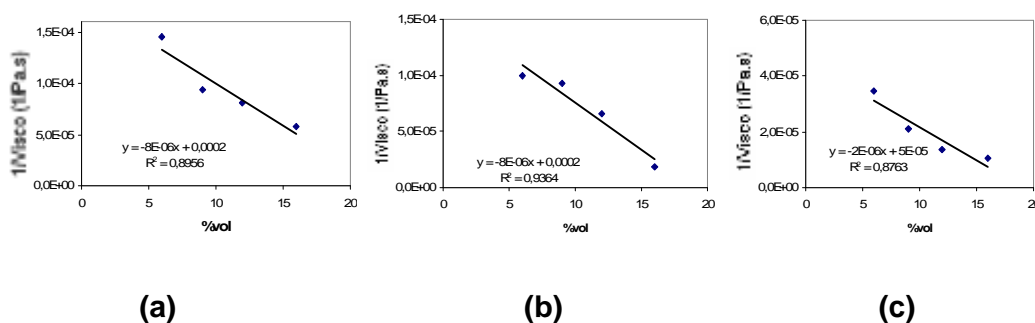 1/Visco (1/Pa.s)
1,5E-04
1,0E-04
5,0E-05
0,0E+00
y = -8E-06x + 0,0002
R² = 0,8956
0 5 10 15 20
%vol
(a)
1/Visco (1/Pa.s)
1,5E-04
1,0E-04
5,0E-05
0,0E+00
y = -8E-06x + 0,0002
R² = 0,9364
0 5 10 15 20
%vol
(b)
1/Visco (1/Pa.s)
6,0E-05
4,0E-05
2,0E-05
0,0E+00
y = -2E-06x + 5E-05
R² = 0,8763
0 5 10 15 20
%vol
(c)